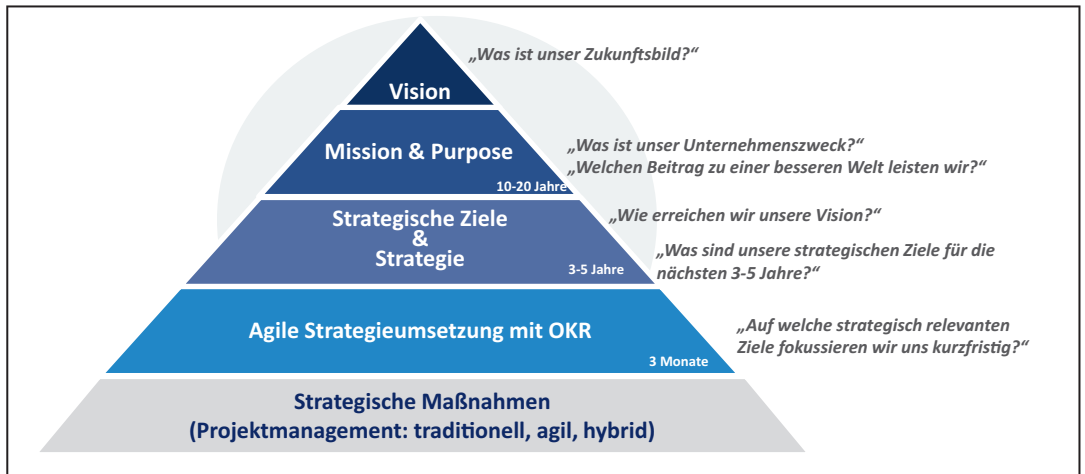 „Was ist unser Zukunftsbild?“
Vision
Mission & Purpose
10-20 Jahre
„Was ist unser Unternehmenszweck?“
„Welchen Beitrag zu einer besseren Welt leisten wir?“
Strategische Ziele
&
Strategie
3-5 Jahre
„Wie erreichen wir unsere Vision?“
„Was sind unsere strategischen Ziele für die
nächsten 3-5 Jahre?“
Agile Strategieumsetzung mit OKR
3 Monate
„Auf welche strategisch relevanten
Ziele fokussieren wir uns kurzfristig?“
Strategische Maßnahmen
(Projektmanagement: traditionell, agil, hybrid)